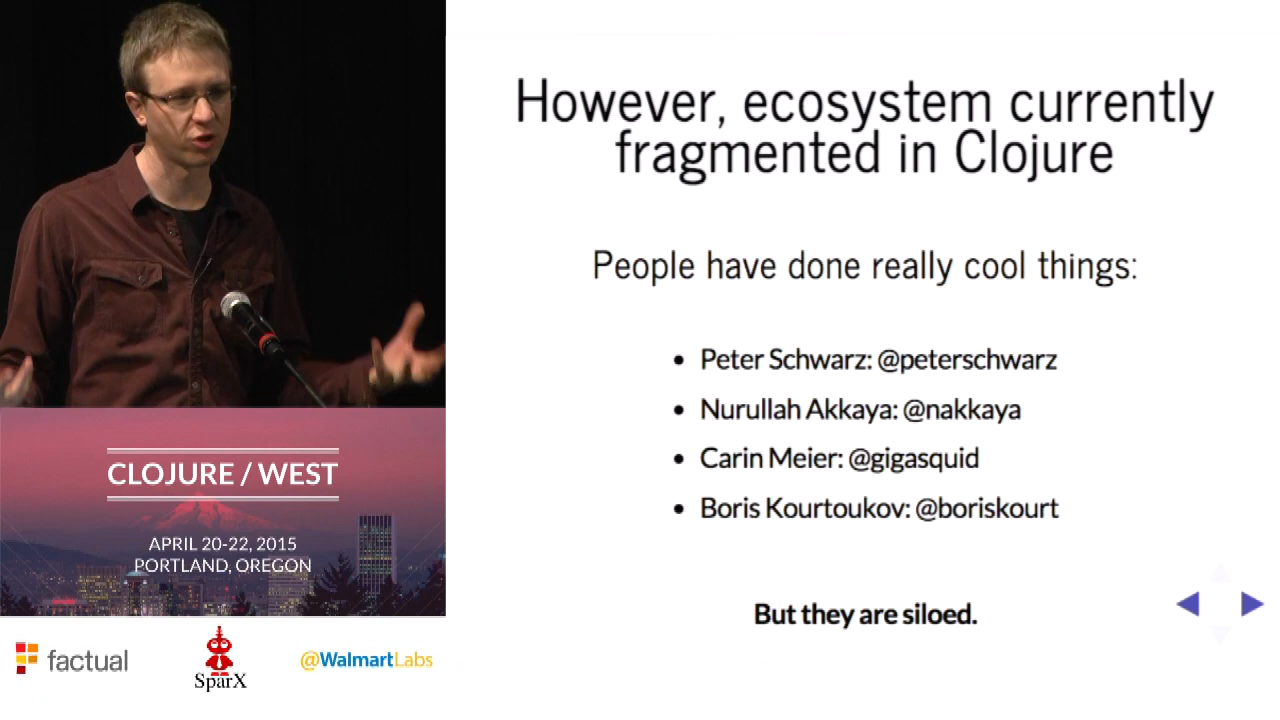 However, ecosystem currently
fragmented in Clojure
People have done really cool things:
• Peter Schwarz: @peterschwarz
• Nurullah Akkaya: @nakkaya
• Carin Meier: @gigasquid
• Boris Kourtoukov: @boriskourt
But they are siloed.
CLOJURE / WEST
APRIL 20-22, 2015
PORTLAND, OREGON
factual
SparX
@WalmartLabs